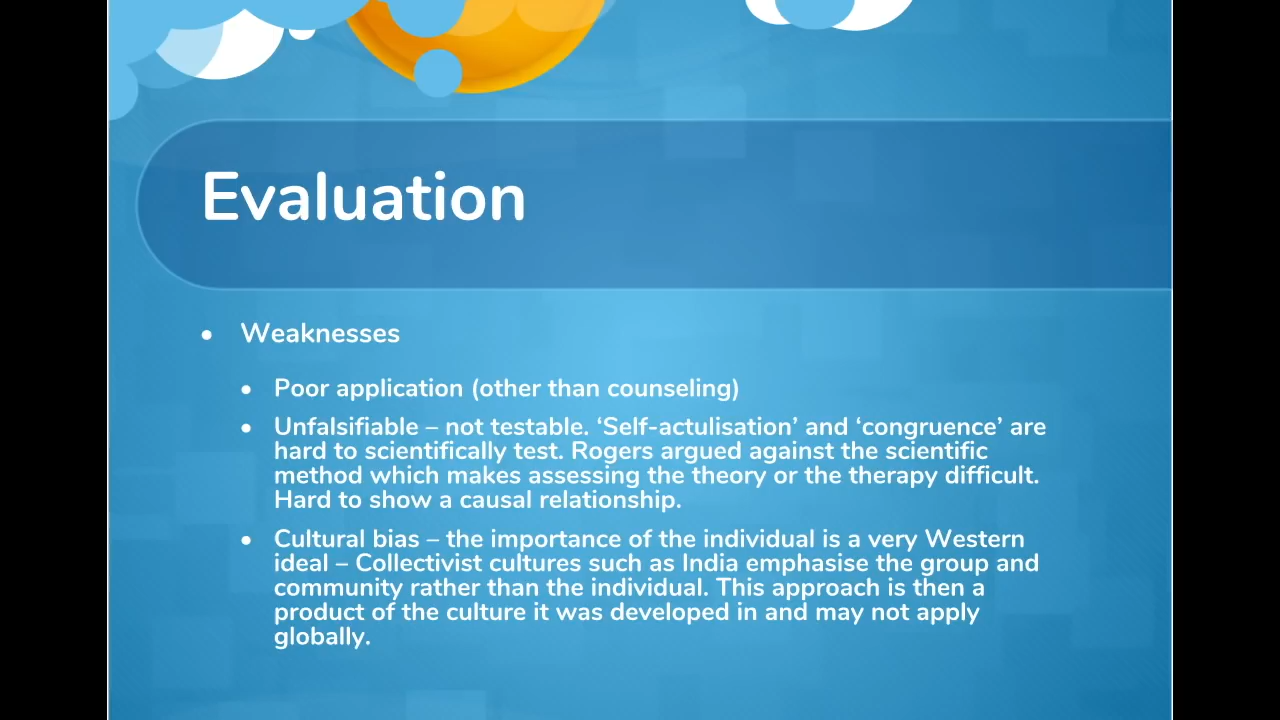 Evaluation
• Weaknesses
• Poor application (other than counseling)
• Unfalsifiable – not testable. ‘Self-actulisation’ and ‘congruence’ are
hard to scientifically test. Rogers argued against the scientific
method which makes assessing the theory or the therapy difficult.
Hard to show a causal relationship.
• Cultural bias – the importance of the individual is a very Western
ideal – Collectivist cultures such as India emphasise the group and
community rather than the individual. This approach is then a
product of the culture it was developed in and may not apply
globally.